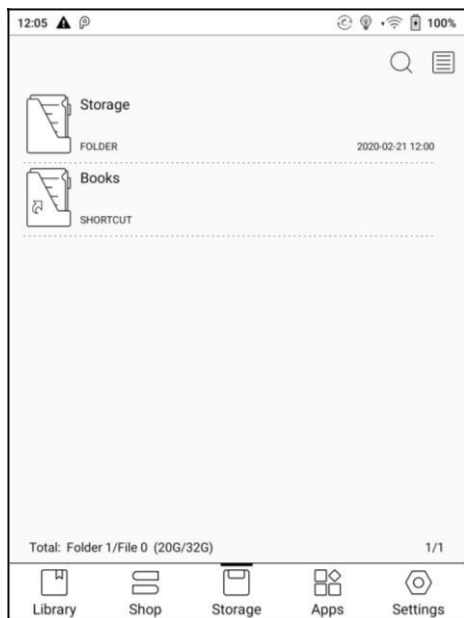 12:05 100%
Storage
FOLDER 2020-02-21 12:00
Books
SHORTCUT
Total: Folder 1/File 0 (20G/32G) 1/1
Library Shop Storage Apps Settings